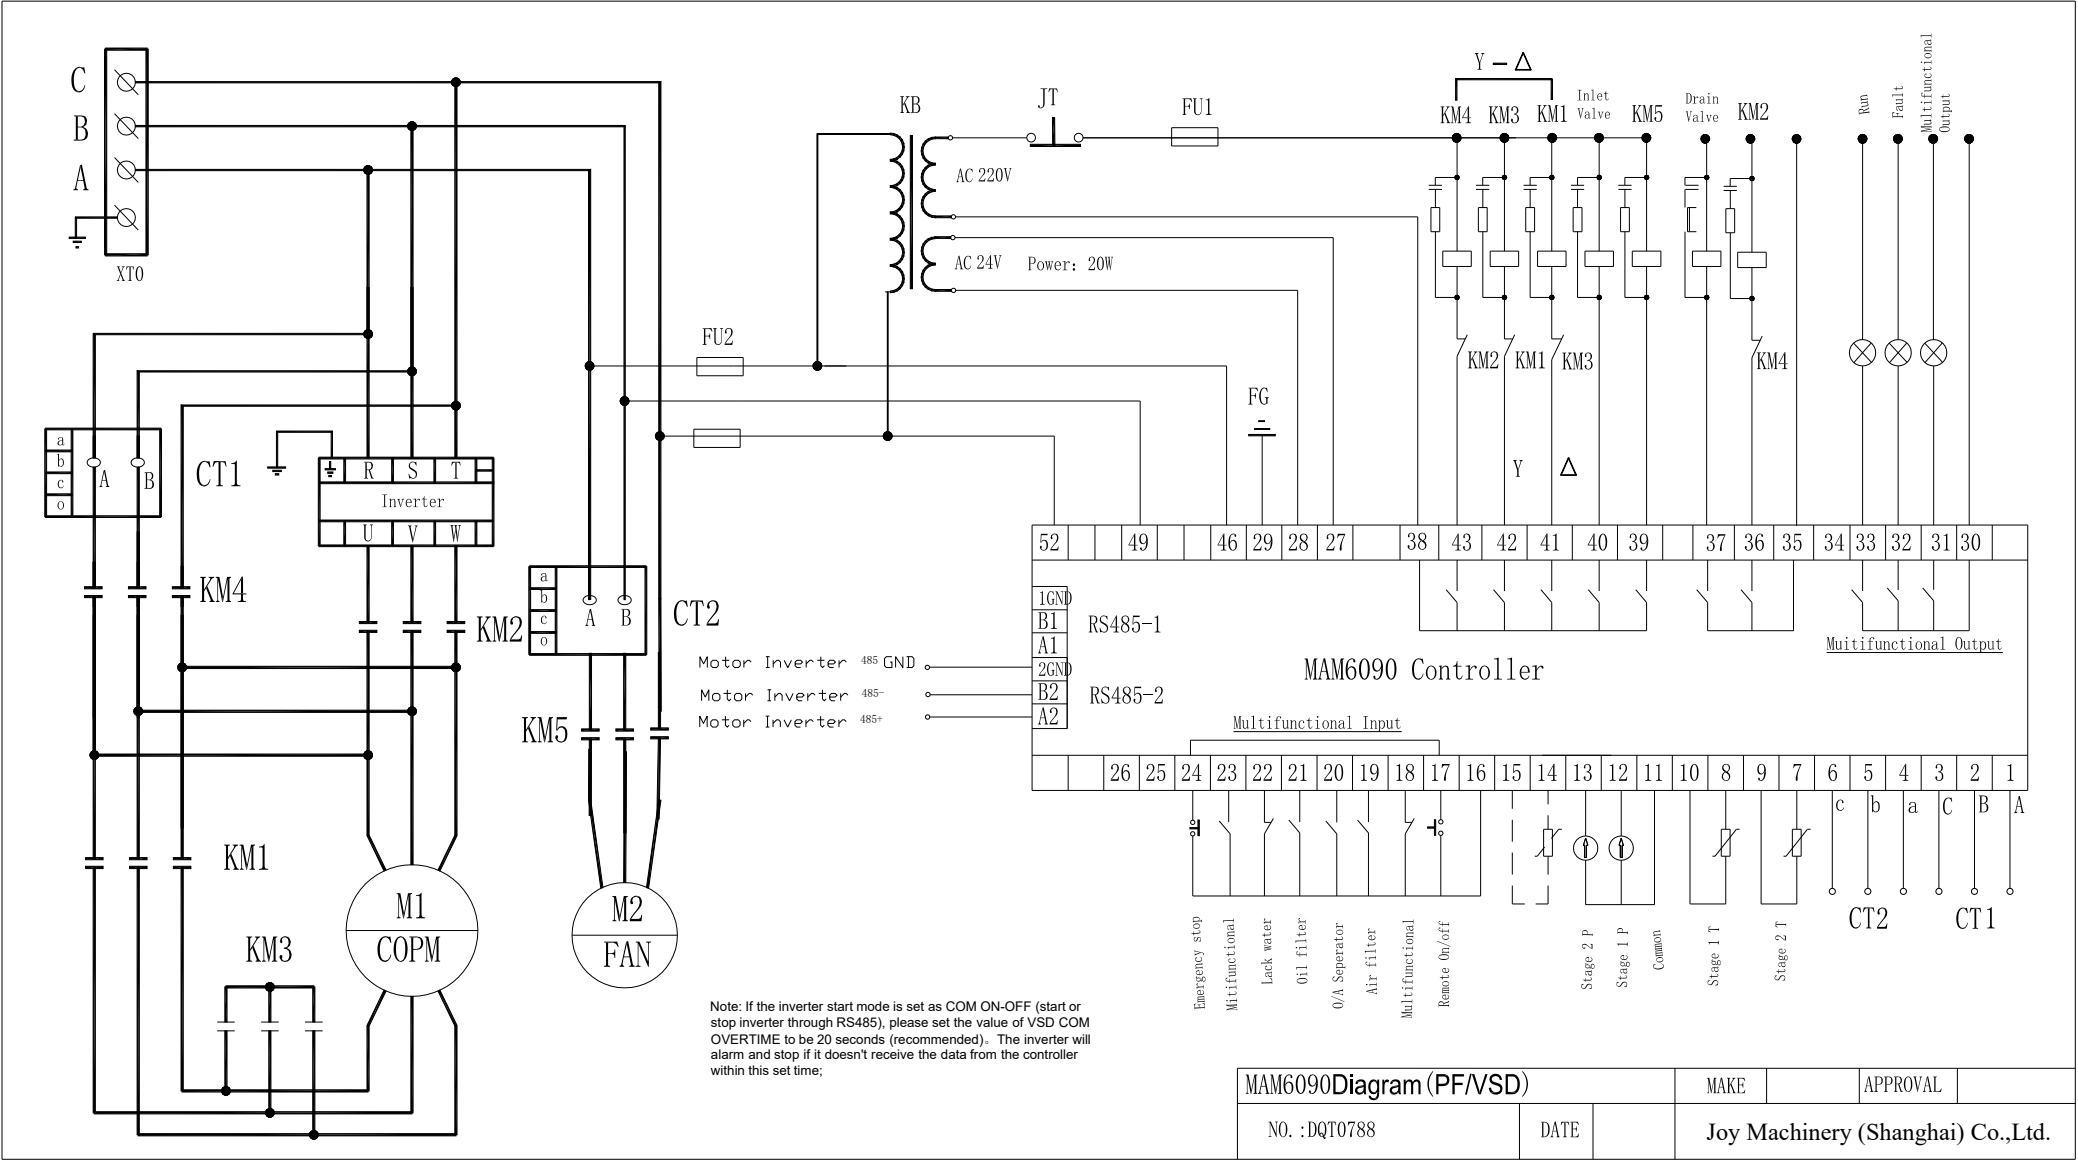 C
B
A
XT0
a
b
c
o
A
B
CT1
R
S
T
Inverter
U
V
W
KM4
KM2
KM1
KM3
M1
COPM
a
b
c
o
A
B
CT2
KM5
M2
FAN
FU2
KB
AC 220V
AC 24V
Power: 20W
JT
FU1
Y — Δ
KM4
KM3
KM1
Inlet
Valve
KM5
Drain
Valve
KM2
Run
Fault
Multifunctional
Output
KM2
KM1
KM3
KM4
FG
Y
Δ
52
49
46
29
28
27
38
43
42
41
40
39
37
36
35
34
33
32
31
30
1GND
B1
A1
2GND
B2
A2
RS485-1
RS485-2
Motor Inverter 485 GND
Motor Inverter 485-
Motor Inverter 485+
MAM6090 Controller
Muitifunctional Output
Multifunctional Input
26
25
24
23
22
21
20
19
18
17
16
15
14
13
12
11
10
8
9
7
6
5
4
3
2
1
c
b
a
C
B
A
CT2
CT1
Emergency stop
Mitifunctional
Lack water
Oil filter
O/A Seperator
Air filter
Multifunctional
Remote On/off
Stage 2 P
Stage 1 P
Common
Stage 1 T
Stage 2 T
Note: If the inverter start mode is set as COM ON-OFF (start or
stop inverter through RS485), please set the value of VSD COM
OVERTIME to be 20 seconds (recommended)。The inverter will
alarm and stop if it doesn't receive the data from the controller
within this set time;
MAM6090Diagram(PF/VSD)
MAKE
APPROVAL
NO.:DQT0788
DATE
Joy Machinery (Shanghai) Co.,Ltd.